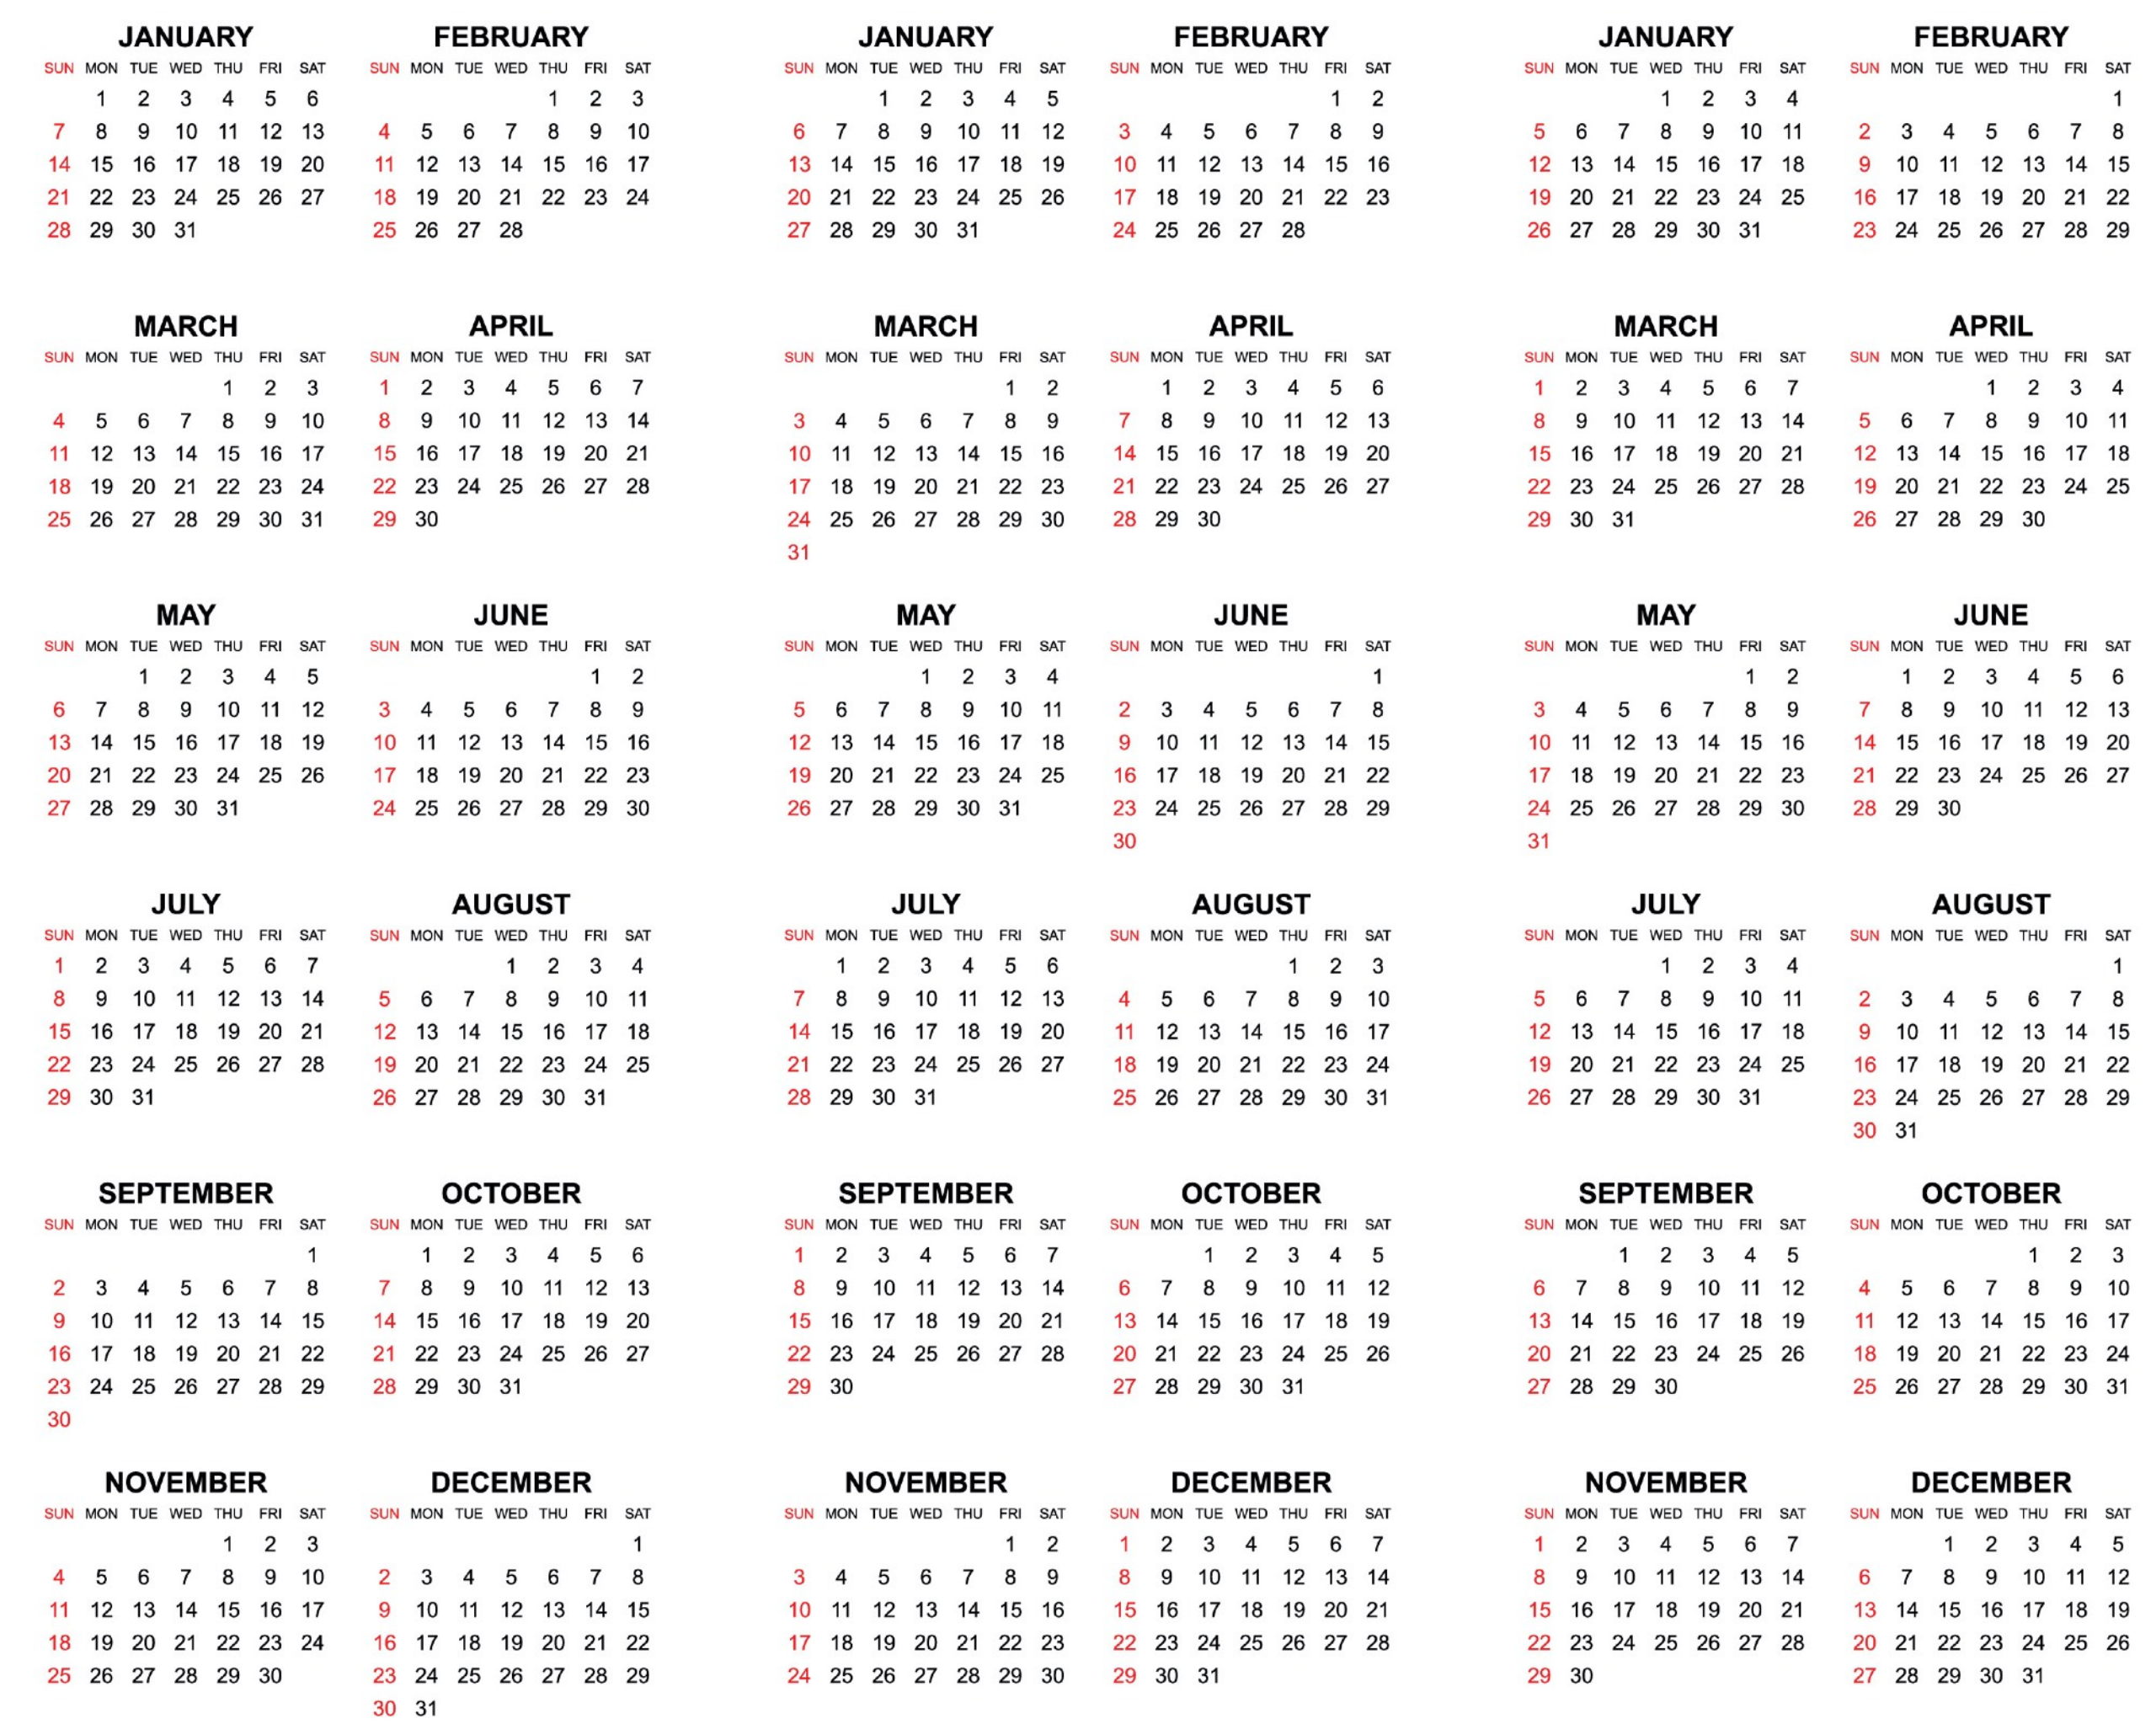 JANUARY
SUN MON TUE WED THU FRI SAT
1 2 3 4 5 6
7 8 9 10 11 12 13
14 15 16 17 18 19 20
21 22 23 24 25 26 27
28 29 30 31
FEBRUARY
SUN MON TUE WED THU FRI SAT
1 2 3
4 5 6 7 8 9 10
11 12 13 14 15 16 17
18 19 20 21 22 23 24
25 26 27 28
MARCH
SUN MON TUE WED THU FRI SAT
1 2 3
4 5 6 7 8 9 10
11 12 13 14 15 16 17
18 19 20 21 22 23 24
25 26 27 28 29 30 31
APRIL
SUN MON TUE WED THU FRI SAT
1 2 3 4 5 6 7
8 9 10 11 12 13 14
15 16 17 18 19 20 21
22 23 24 25 26 27 28
29 30
MAY
SUN MON TUE WED THU FRI SAT
1 2 3 4 5
6 7 8 9 10 11 12
13 14 15 16 17 18 19
20 21 22 23 24 25 26
27 28 29 30 31
JUNE
SUN MON TUE WED THU FRI SAT
1 2
3 4 5 6 7 8 9
10 11 12 13 14 15 16
17 18 19 20 21 22 23
24 25 26 27 28 29 30
JULY
SUN MON TUE WED THU FRI SAT
1 2 3 4 5 6 7
8 9 10 11 12 13 14
15 16 17 18 19 20 21
22 23 24 25 26 27 28
29 30 31
AUGUST
SUN MON TUE WED THU FRI SAT
1 2 3 4
5 6 7 8 9 10 11
12 13 14 15 16 17 18
19 20 21 22 23 24 25
26 27 28 29 30 31
SEPTEMBER
SUN MON TUE WED THU FRI SAT
1
2 3 4 5 6 7 8
9 10 11 12 13 14 15
16 17 18 19 20 21 22
23 24 25 26 27 28 29
30
OCTOBER
SUN MON TUE WED THU FRI SAT
1 2 3 4 5 6
7 8 9 10 11 12 13
14 15 16 17 18 19 20
21 22 23 24 25 26 27
28 29 30 31
NOVEMBER
SUN MON TUE WED THU FRI SAT
1 2 3
4 5 6 7 8 9 10
11 12 13 14 15 16 17
18 19 20 21 22 23 24
25 26 27 28 29 30
DECEMBER
SUN MON TUE WED THU FRI SAT
1
2 3 4 5 6 7 8
9 10 11 12 13 14 15
16 17 18 19 20 21 22
23 24 25 26 27 28 29
30 31
JANUARY
SUN MON TUE WED THU FRI SAT
1 2 3 4 5
6 7 8 9 10 11 12
13 14 15 16 17 18 19
20 21 22 23 24 25 26
27 28 29 30 31
FEBRUARY
SUN MON TUE WED THU FRI SAT
1 2
3 4 5 6 7 8 9
10 11 12 13 14 15 16
17 18 19 20 21 22 23
24 25 26 27 28
MARCH
SUN MON TUE WED THU FRI SAT
1 2
3 4 5 6 7 8 9
10 11 12 13 14 15 16
17 18 19 20 21 22 23
24 25 26 27 28 29 30
31
APRIL
SUN MON TUE WED THU FRI SAT
1 2 3 4 5 6
7 8 9 10 11 12 13
14 15 16 17 18 19 20
21 22 23 24 25 26 27
28 29 30
MAY
SUN MON TUE WED THU FRI SAT
1 2 3 4
5 6 7 8 9 10 11
12 13 14 15 16 17 18
19 20 21 22 23 24 25
26 27 28 29 30 31
JUNE
SUN MON TUE WED THU FRI SAT
1
2 3 4 5 6 7 8
9 10 11 12 13 14 15
16 17 18 19 20 21 22
23 24 25 26 27 28 29
30
JULY
SUN MON TUE WED THU FRI SAT
1 2 3 4 5 6
7 8 9 10 11 12 13
14 15 16 17 18 19 20
21 22 23 24 25 26 27
28 29 30 31
AUGUST
SUN MON TUE WED THU FRI SAT
1 2 3
4 5 6 7 8 9 10
11 12 13 14 15 16 17
18 19 20 21 22 23 24
25 26 27 28 29 30 31
SEPTEMBER
SUN MON TUE WED THU FRI SAT
1 2 3 4 5 6 7
8 9 10 11 12 13 14
15 16 17 18 19 20 21
22 23 24 25 26 27 28
29 30
OCTOBER
SUN MON TUE WED THU FRI SAT
1 2 3 4 5
6 7 8 9 10 11 12
13 14 15 16 17 18 19
20 21 22 23 24 25 26
27 28 29 30 31
NOVEMBER
SUN MON TUE WED THU FRI SAT
1 2
3 4 5 6 7 8 9
10 11 12 13 14 15 16
17 18 19 20 21 22 23
24 25 26 27 28 29 30
DECEMBER
SUN MON TUE WED THU FRI SAT
1 2 3 4 5 6 7
8 9 10 11 12 13 14
15 16 17 18 19 20 21
22 23 24 25 26 27 28
29 30 31
JANUARY
SUN MON TUE WED THU FRI SAT
1 2 3 4
5 6 7 8 9 10 11
12 13 14 15 16 17 18
19 20 21 22 23 24 25
26 27 28 29 30 31
FEBRUARY
SUN MON TUE WED THU FRI SAT
1
2 3 4 5 6 7 8
9 10 11 12 13 14 15
16 17 18 19 20 21 22
23 24 25 26 27 28 29
MARCH
SUN MON TUE WED THU FRI SAT
1 2 3 4 5 6 7
8 9 10 11 12 13 14
15 16 17 18 19 20 21
22 23 24 25 26 27 28
29 30 31
APRIL
SUN MON TUE WED THU FRI SAT
1 2 3 4
5 6 7 8 9 10 11
12 13 14 15 16 17 18
19 20 21 22 23 24 25
26 27 28 29 30
MAY
SUN MON TUE WED THU FRI SAT
1 2
3 4 5 6 7 8 9
10 11 12 13 14 15 16
17 18 19 20 21 22 23
24 25 26 27 28 29 30
31
JUNE
SUN MON TUE WED THU FRI SAT
1 2 3 4 5 6
7 8 9 10 11 12 13
14 15 16 17 18 19 20
21 22 23 24 25 26 27
28 29 30
JULY
SUN MON TUE WED THU FRI SAT
1 2 3 4
5 6 7 8 9 10 11
12 13 14 15 16 17 18
19 20 21 22 23 24 25
26 27 28 29 30 31
AUGUST
SUN MON TUE WED THU FRI SAT
1
2 3 4 5 6 7 8
9 10 11 12 13 14 15
16 17 18 19 20 21 22
23 24 25 26 27 28 29
30 31
SEPTEMBER
SUN MON TUE WED THU FRI SAT
1 2 3 4 5
6 7 8 9 10 11 12
13 14 15 16 17 18 19
20 21 22 23 24 25 26
27 28 29 30
OCTOBER
SUN MON TUE WED THU FRI SAT
1 2 3
4 5 6 7 8 9 10
11 12 13 14 15 16 17
18 19 20 21 22 23 24
25 26 27 28 29 30 31
NOVEMBER
SUN MON TUE WED THU FRI SAT
1 2 3 4 5 6 7
8 9 10 11 12 13 14
15 16 17 18 19 20 21
22 23 24 25 26 27 28
29 30
DECEMBER
SUN MON TUE WED THU FRI SAT
1 2 3 4 5
6 7 8 9 10 11 12
13 14 15 16 17 18 19
20 21 22 23 24 25 26
27 28 29 30 31